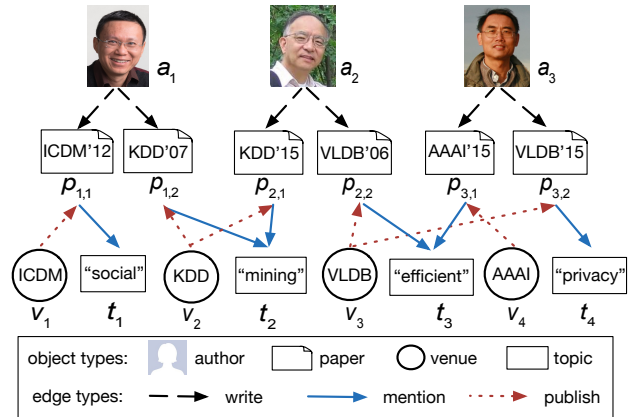 a1 a2 a3
ICDM'12 KDD'07 KDD'15 VLDB'06 AAAI'15 VLDB'15
p1,1 p1,2 p2,1 p2,2 p3,1 p3,2
ICDM "social" KDD "mining" VLDB "efficient" AAAI "privacy"
v1 t1 v2 t2 v3 t3 v4 t4
object types: author paper venue topic
edge types: write mention publish